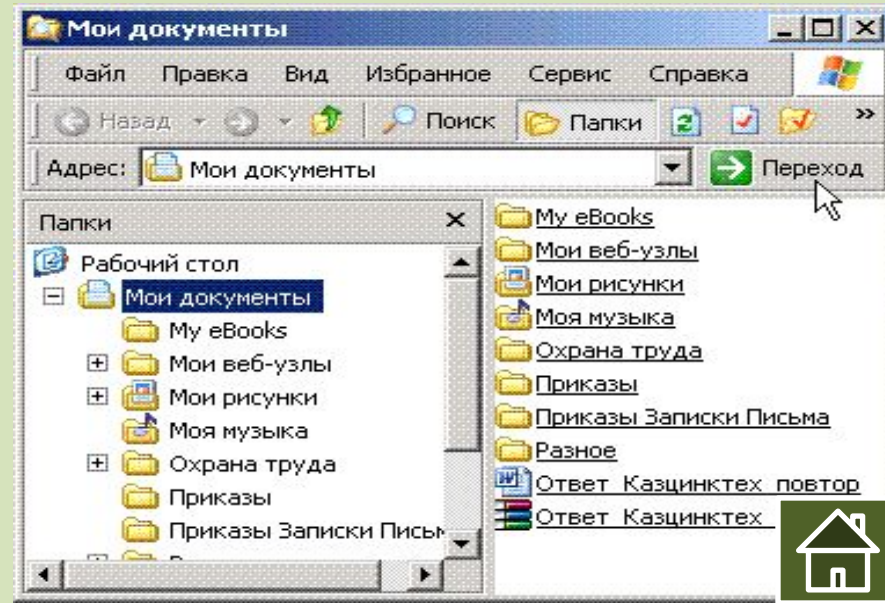 Мои документы
Файл Правка Вид Избранное Сервис Справка
Назад Поиск Папки »
Адрес: Мои документы Переход
Папки
Рабочий стол
Мои документы
My eBooks
Мои веб-узлы
Мои рисунки
Моя музыка
Охрана труда
Приказы
Приказы Записки
My eBooks
Мои веб-узлы
Мои рисунки
Моя музыка
Охрана труда
Приказы
Приказы Записки Письма
Разное
Ответ Казцинктех повтор
Ответ Казцинктех